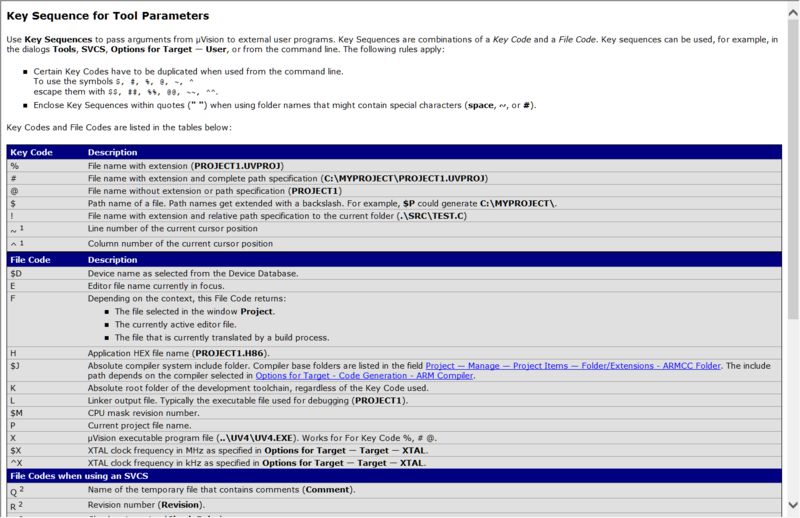 Key Sequence for Tool Parameters
Use Key Sequences to pass arguments from µVision to external user programs. Key Sequences are combinations of a Key Code and a File Code. Key sequences can be used, for example, in
the dialogs Tools, SVCS, Options for Target — User, or from the command line. The following rules apply:
▪ Certain Key Codes have to be duplicated when used from the command line.
To use the symbols $, #, %, @, ~, ^
escape them with $$, ##, %%, @@, ~~, ^^.
▪ Enclose Key Sequences within quotes (" ") when using folder names that might contain special characters (space, ~, or #).
Key Codes and File Codes are listed in the tables below:
Key Code Description
% File name with extension (PROJECT1.UVPROJ)
# File name with extension and complete path specification (C:\MYPROJECT\PROJECT1.UVPROJ)
@ File name without extension or path specification (PROJECT1)
$ Path name of a file. Path names get extended with a backslash. For example, $P could generate C:\MYPROJECT\.
! File name with extension and relative path specification to the current folder (.\SRC\TEST.C)
~ 1 Line number of the current cursor position
^ 1 Column number of the current cursor position
File Code Description
$D Device name as selected from the Device Database.
E Editor file name currently in focus.
F Depending on the context, this File Code returns:
▪ The file selected in the window Project.
▪ The currently active editor file.
▪ The file that is currently translated by a build process.
H Application HEX file name (PROJECT1.H86).
$J Absolute compiler system include folder. Compiler base folders are listed in the field Project — Manage — Project Items — Folder/Extensions - ARMCC Folder. The include
path depends on the compiler selected in Options for Target - Code Generation - ARM Compiler.
K Absolute root folder of the development toolchain, regardless of the Key Code used.
L Linker output file. Typically the executable file used for debugging (PROJECT1).
$M CPU mask revision number.
P Current project file name.
X µVision executable program file (..\UV4\UV4.EXE). Works for For Key Code %, # @.
$X XTAL clock frequency in MHz as specified in Options for Target — Target — XTAL.
^X XTAL clock frequency in kHz as specified in Options for Target — Target — XTAL.
File Codes when using an SVCS
Q 2 Name of the temporary file that contains comments (Comment).
R 2 Revision number (Revision).